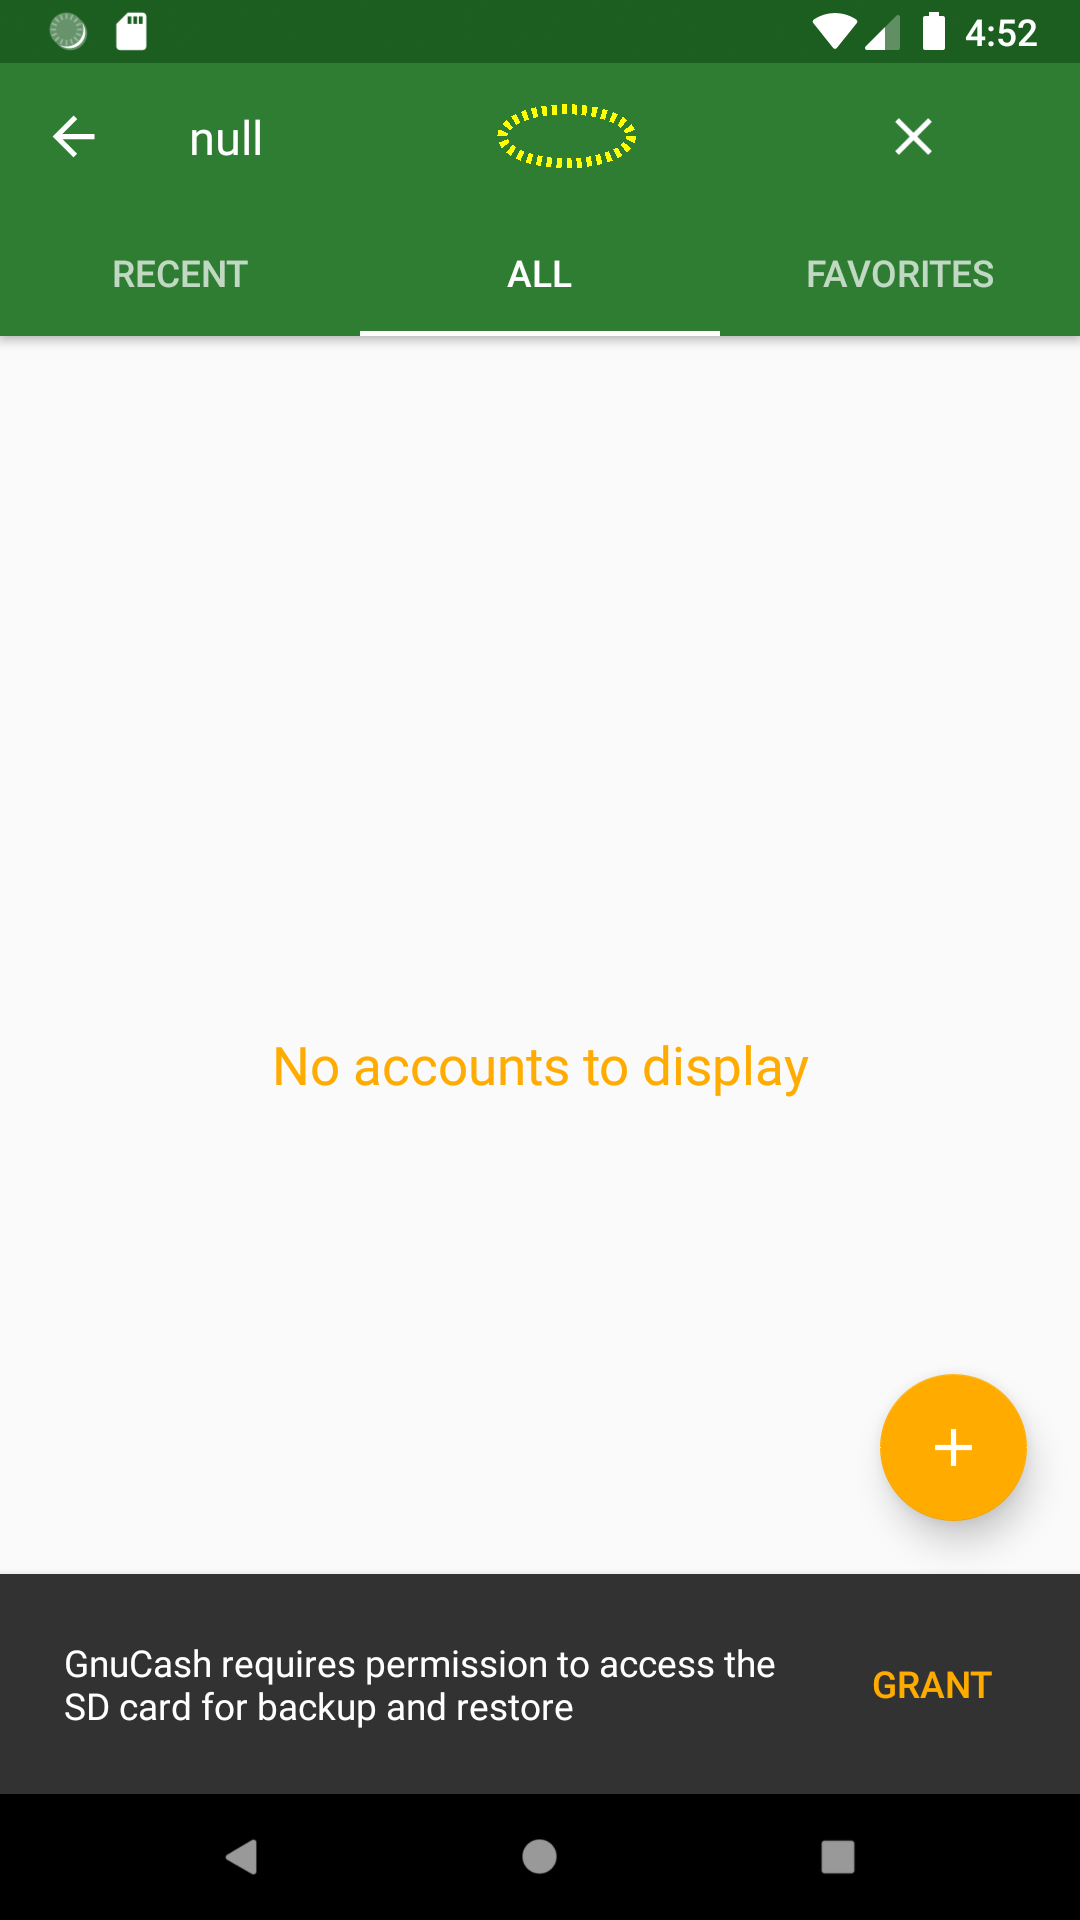 4:52
null
RECENT
ALL
FAVORITES
No accounts to display
GnuCash requires permission to access the
SD card for backup and restore
GRANT